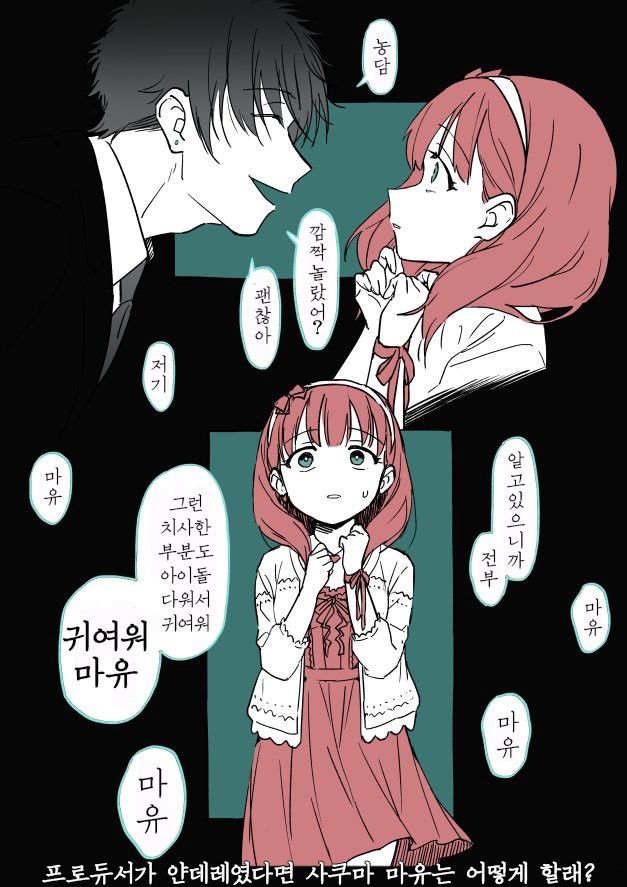 농담
깜짝 놀랐어?
괜찮아
저기
알고있으니까
전부
마유
그런
치사한
부분도
아이돌
다워서
귀여워
귀여워
마유
마유
마유
마유
프로듀서가 얀데레였다면 사쿠마 마유는 어떻게 할래?